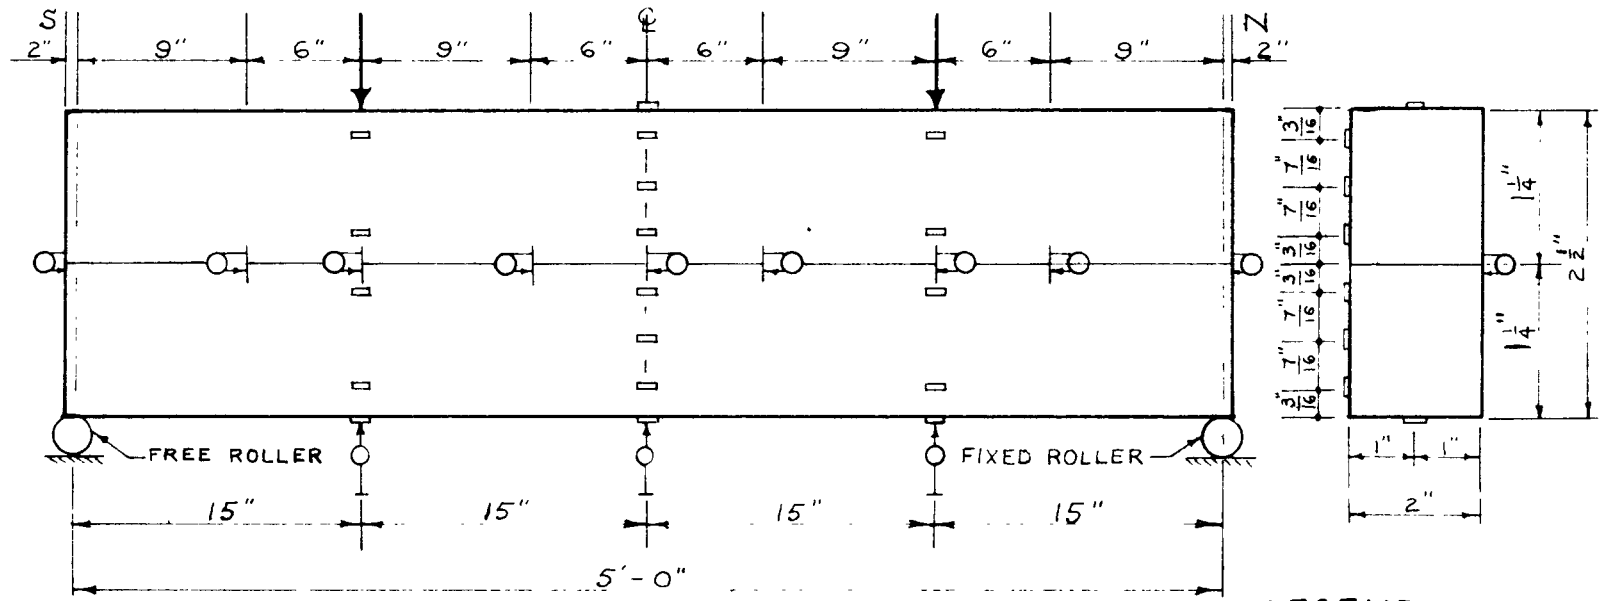 S ℄ N
2" 9" 6" 9" 6" 6" 9" 6" 9" 2"
3/16"
7/16"
7/16"
3/16"
3/16"
7/16"
7/16"
3/16"
1 1/4"
2 1/2"
1 1/4"
FREE ROLLER
FIXED ROLLER
1" 1"
2"
15" 15" 15" 15"
5'-0"